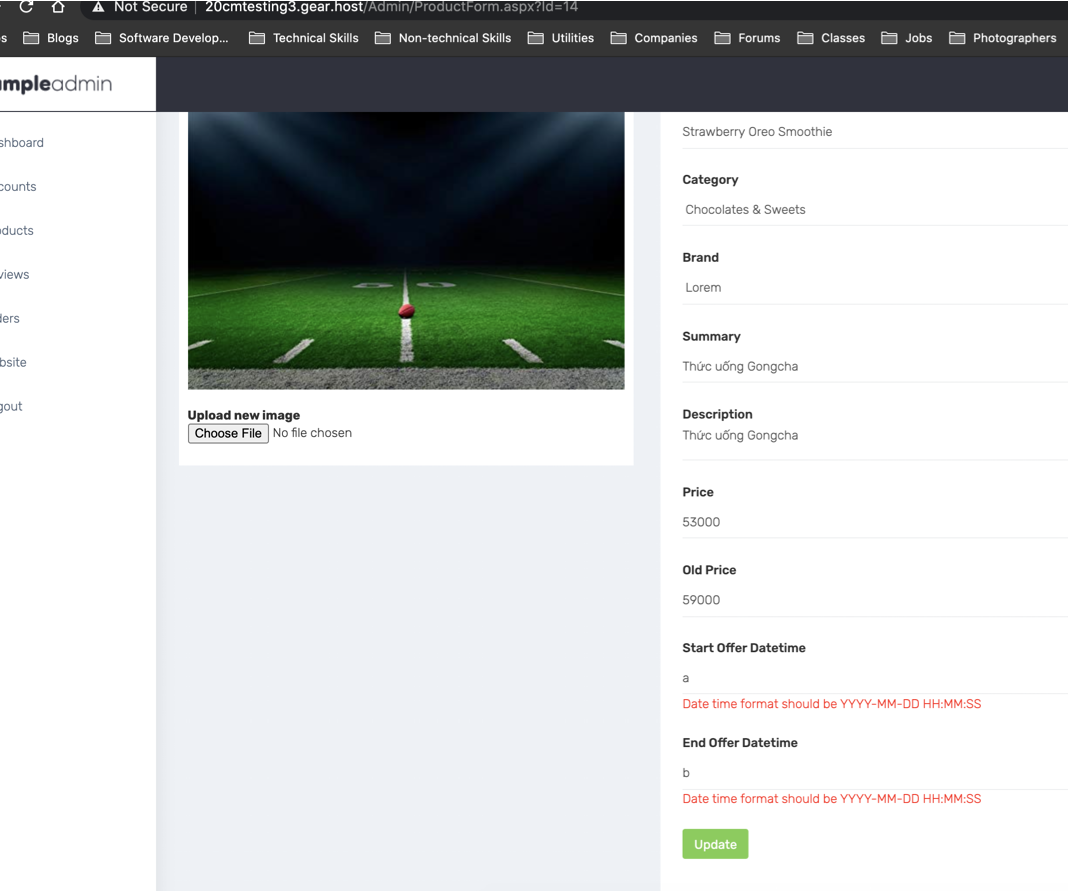 Not Secure | 20cmtesting3.gear.host/Admin/ProductForm.aspx?Id=14
s Blogs Software Develop... Technical Skills Non-technical Skills Utilities Companies Forums Classes Jobs Photographers
mpleadmin
shboard
counts
ducts
views
ders
bsite
gout
5 0
Upload new image
Choose File No file chosen
Strawberry Oreo Smoothie
Category
Chocolates & Sweets
Brand
Lorem
Summary
Thức uống Gongcha
Description
Thức uống Gongcha
Price
53000
Old Price
59000
Start Offer Datetime
a
Date time format should be YYYY-MM-DD HH:MM:SS
End Offer Datetime
b
Date time format should be YYYY-MM-DD HH:MM:SS
Update